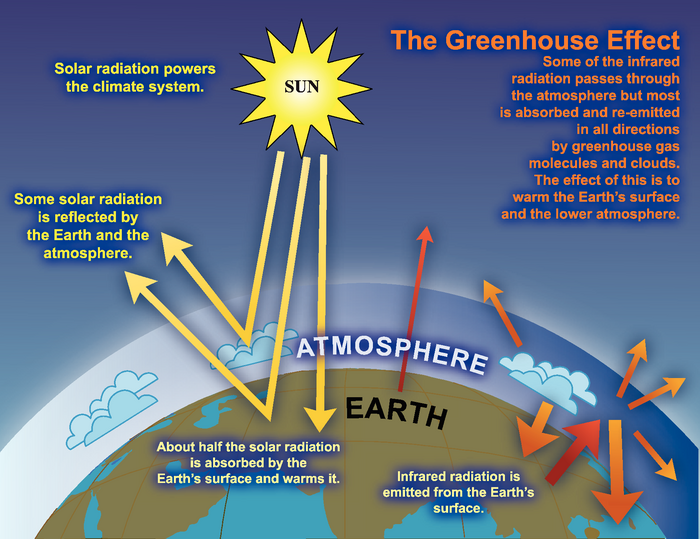 The Greenhouse Effect
Some of the infrared
radiation passes through
the atmosphere but most
is absorbed and re-emitted
in all directions
by greenhouse gas
molecules and clouds.
The effect of this is to
warm the Earth's surface
and the lower atmosphere.
Solar radiation powers
the climate system.
SUN
Some solar radiation
is reflected by
the Earth and the
atmosphere.
ATMOSPHERE
EARTH
About half the solar radiation
is absorbed by the
Earth's surface and warms it.
Infrared radiation is
emitted from the Earth's
surface.